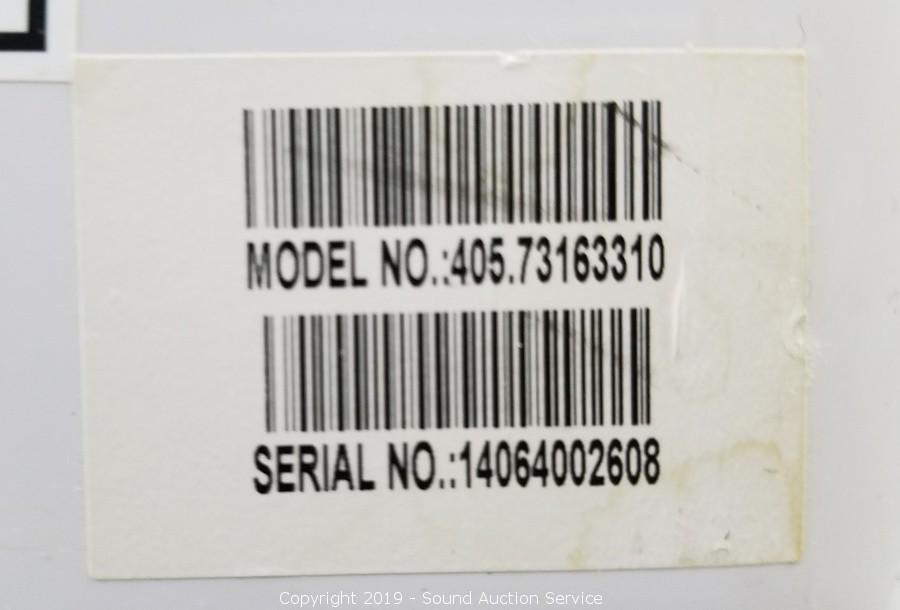 MODEL NO.:405.73163310
SERIAL NO.:14064002608
Copyright 2019 - Sound Auction Service